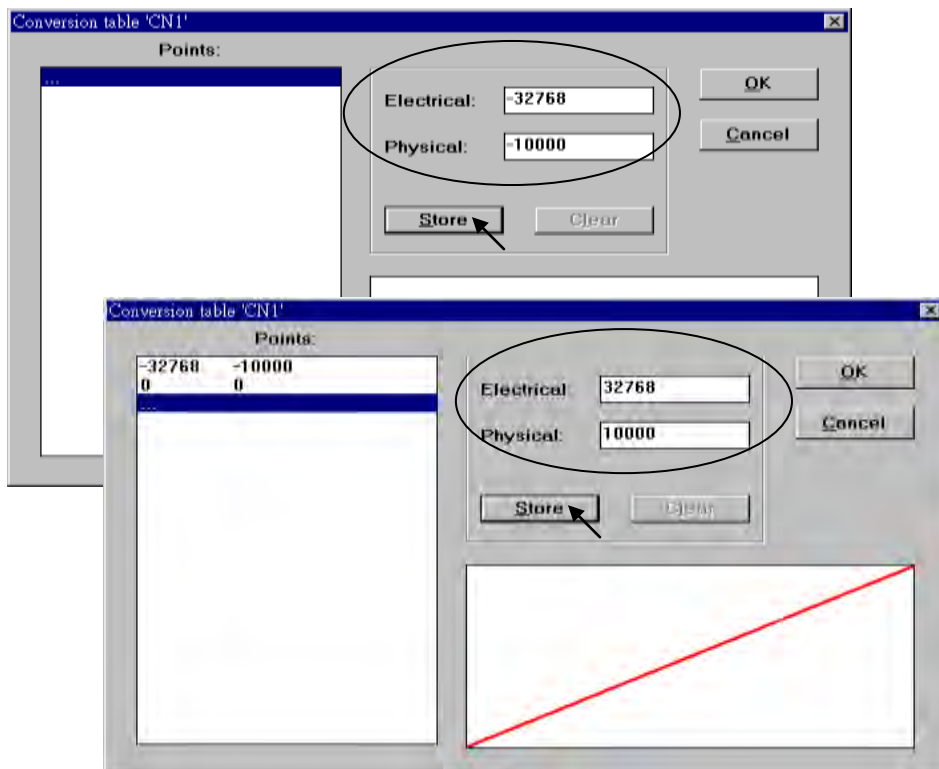 Conversion table 'CN1'
Points:
...
Electrical: -32768
Physical: -10000
OK
Cancel
Store
Clear
Conversion table 'CN1'
Points:
-32768 -10000
0 0
...
Electrical: 32768
Physical: 10000
OK
Cancel
Store
Clear